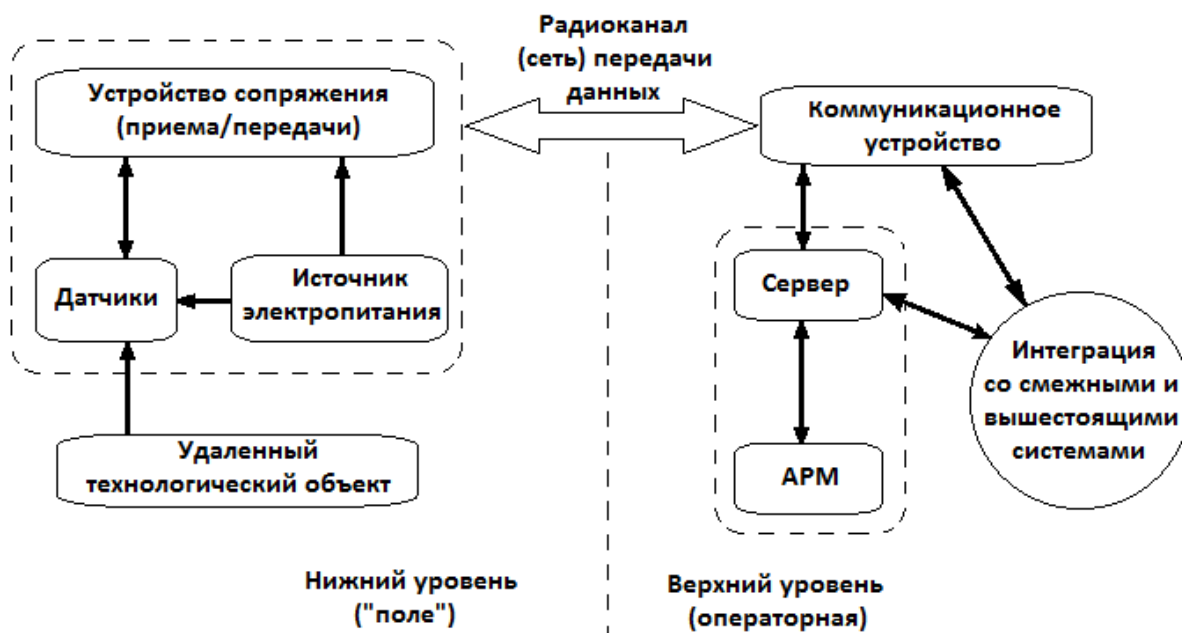 Радиоканал
(сеть) передачи
данных
Устройство сопряжения
(приема/передачи)
Коммуникационное
устройство
Датчики
Источник
электропитания
Сервер
Интеграция
со смежными и
вышестоящими
системами
Удаленный
технологический объект
АРМ
Нижний уровень
("поле")
Верхний уровень
(операторная)